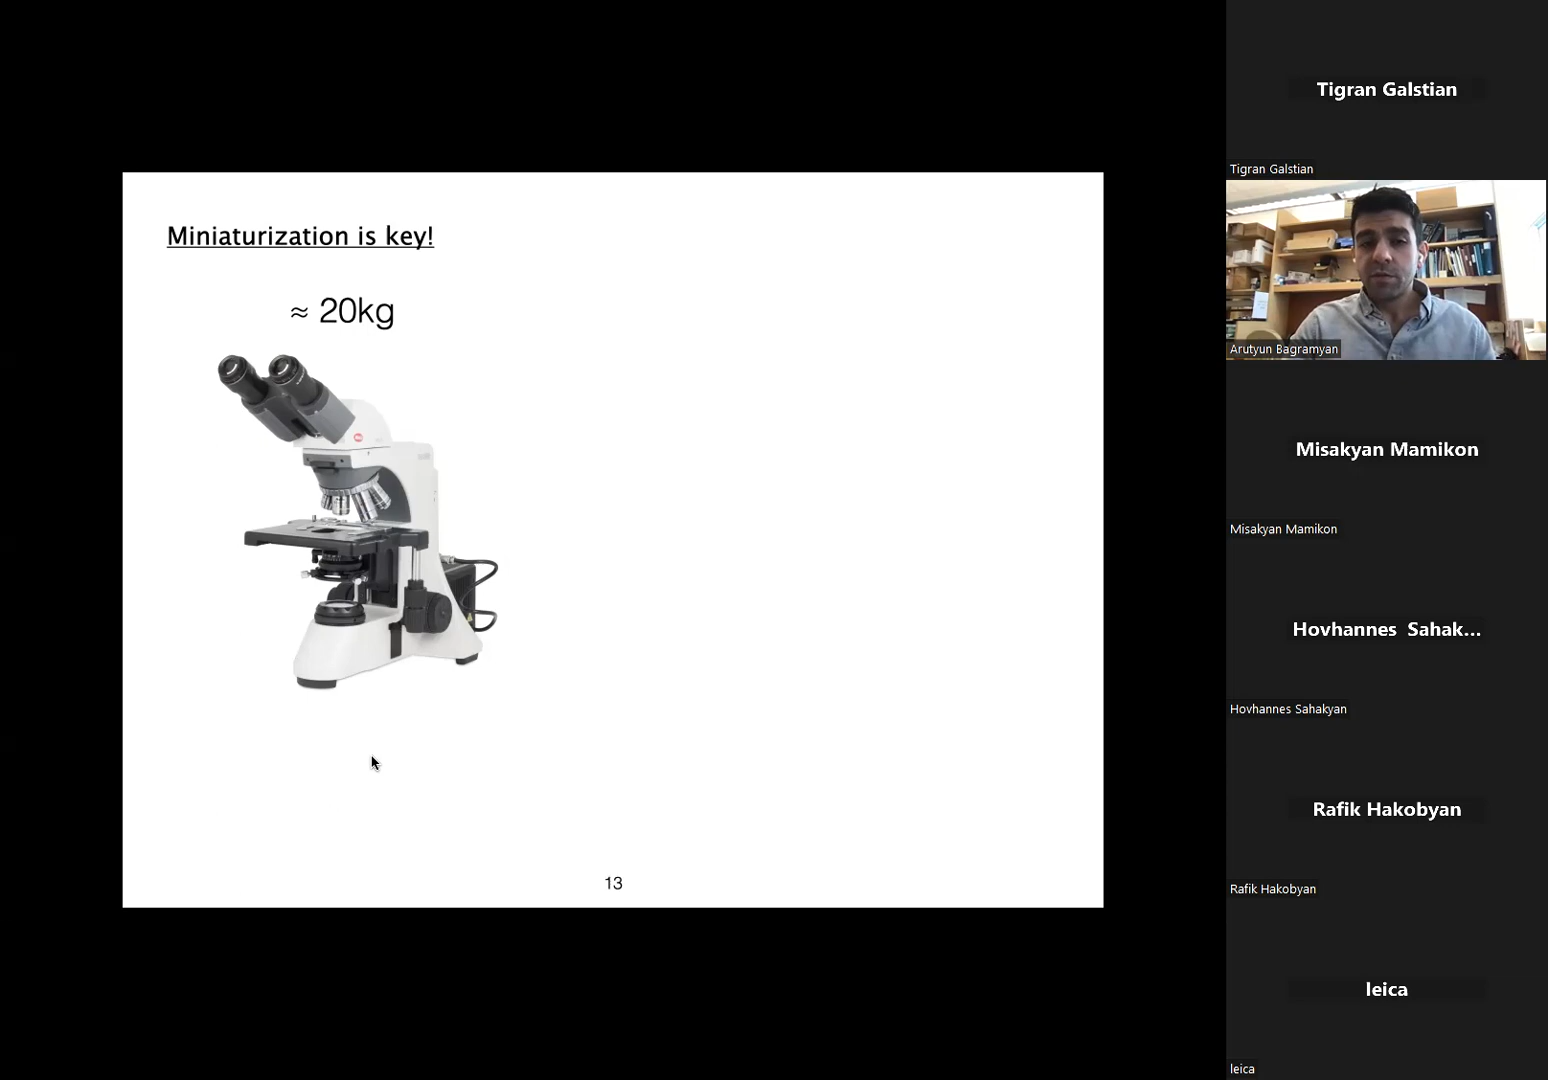 Miniaturization is key!
≈ 20kg
13
Tigran Galstian
Tigran Galstian
Arutyun Bagramyan
Misakyan Mamikon
Misakyan Mamikon
Hovhannes Sahak...
Hovhannes Sahakyan
Rafik Hakobyan
Rafik Hakobyan
leica
leica